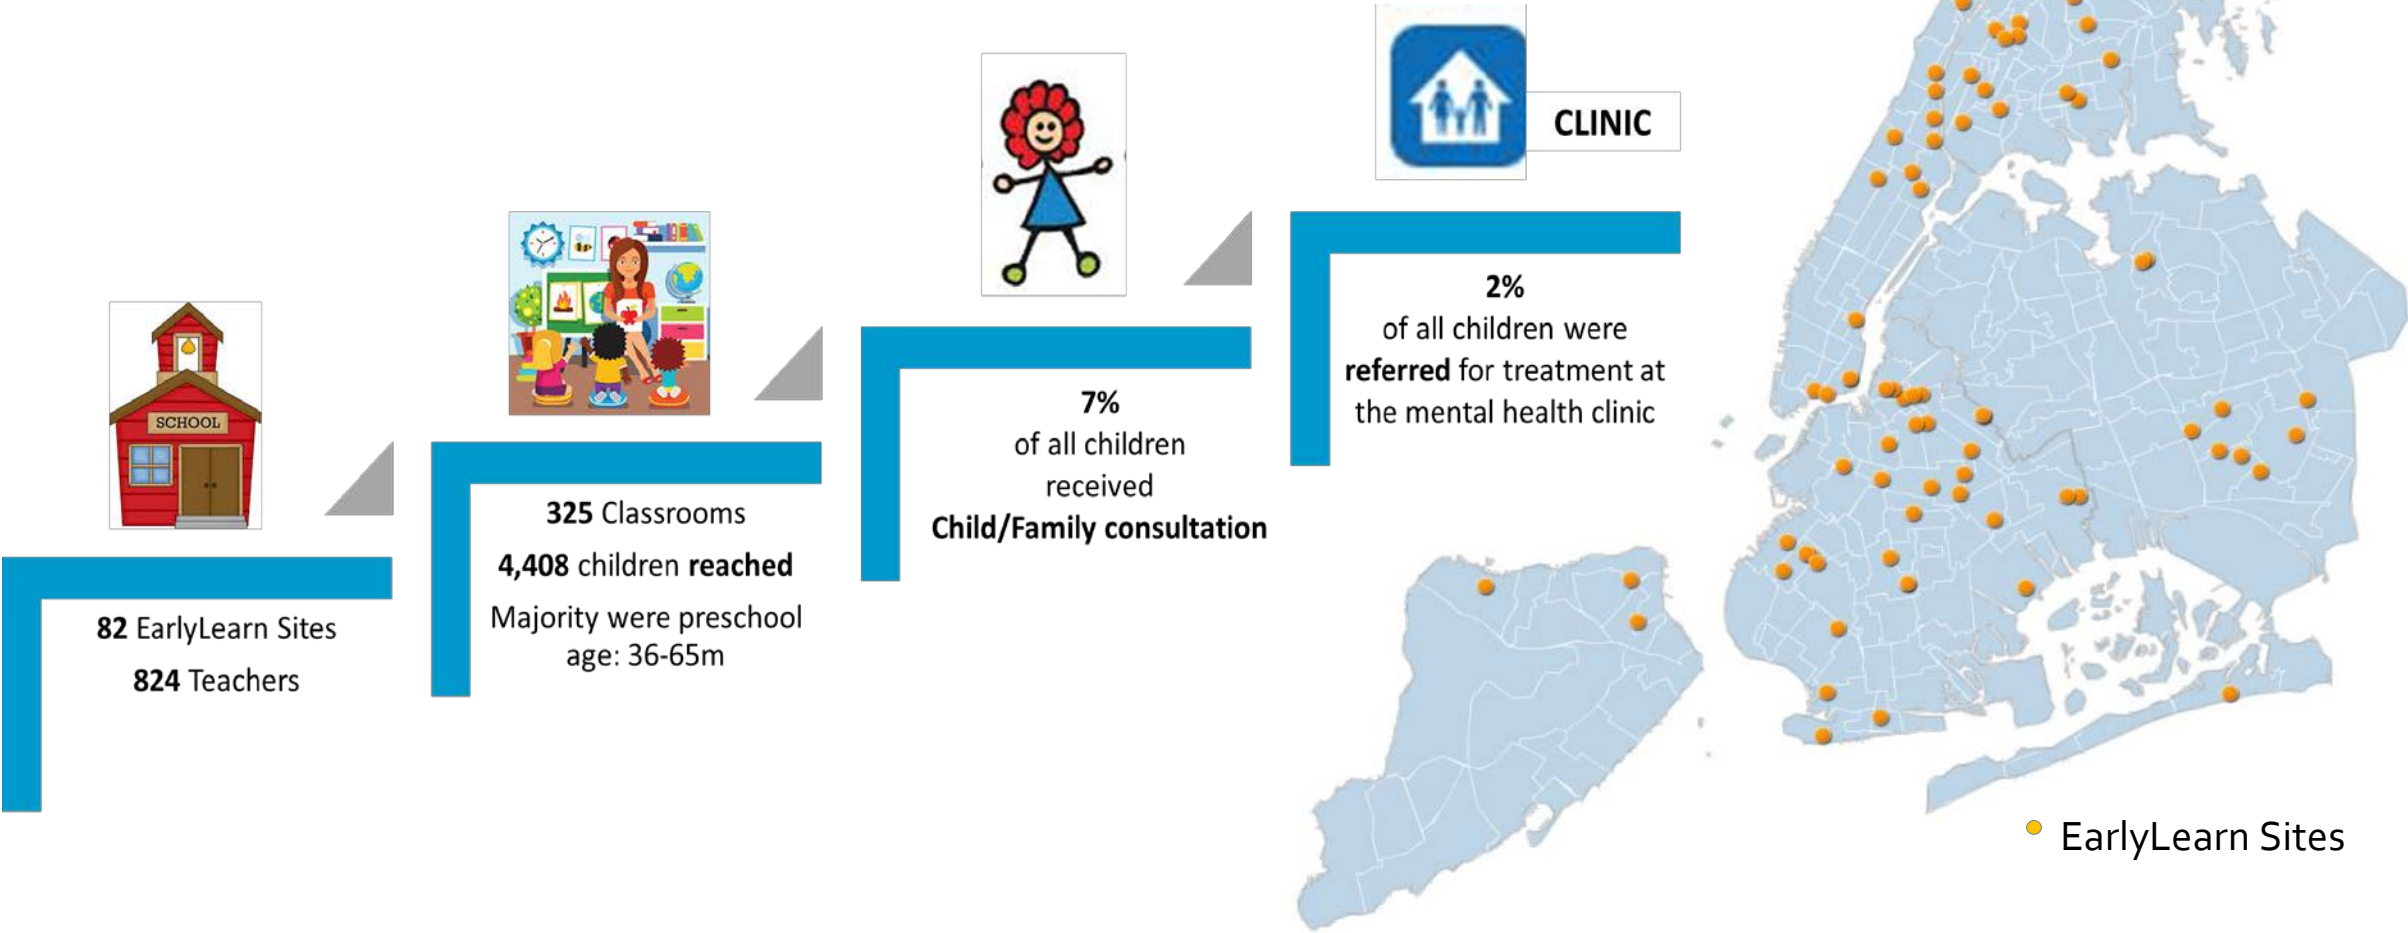 SCHOOL
82 EarlyLearn Sites
824 Teachers
325 Classrooms
4,408 children reached
Majority were preschool
age: 36-65m
7%
of all children
received
Child/Family consultation
CLINIC
2%
of all children were
referred for treatment at
the mental health clinic
EarlyLearn Sites